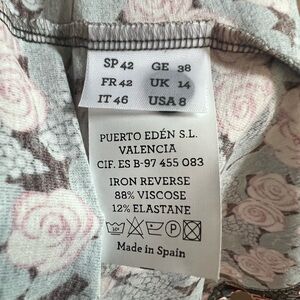 SP 42 GE 38
FR 42 UK 14
IT 46 USA 8
PUERTO EDÉN S.L.
VALENCIA
CIF. ES B-97 455 083
IRON REVERSE
88% VISCOSE
12% ELASTANE
Made in Spain